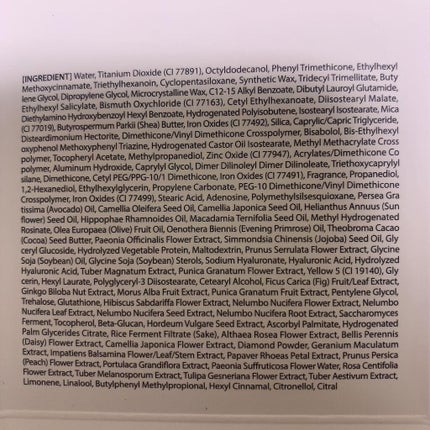 [INGREDIENT] Water, Titanium Dioxide (CI 77891), Octyldodecanol, Phenyl Trimethicone, Ethylhexyl
Methoxycinnamate, Triethylhexanoin, Cyclopentasiloxane, Synthetic Wax, Tridecyl Trimellitate, Buty
lene Glycol, Dipropylene Glycol, Microcrystalline Wax, C12-15 Alkyl Benzoate, Dibutyl Lauroyl Glutamide,
Ethylhexyl Salicylate, Bismuth Oxychloride (CI 77163), Cetyl Ethylhexanoate, Diisostearyl Malate,
Diethylamino Hydroxybenzoyl Hexyl Benzoate, Hydrogenated Polyisobutene, Isostearyl Isostearate, Mica
(CI 77019), Butyrospermum Parkii (Shea) Butter, Iron Oxides (CI 77492), Silica, Caprylic/Capric Triglyceride,
Disteardimonium Hectorite, Dimethicone/Vinyl Dimethicone Crosspolymer, Bisabolol, Bis-Ethylhexyl
oxyphenol Methoxyphenyl Triazine, Hydrogenated Castor Oil Isostearate, Methyl Methacrylate Cross
polymer, Tocopheryl Acetate, Methylpropanediol, Zinc Oxide (CI 77947), Acrylates/Dimethicone Co
polymer, Aluminum Hydroxide, Caprylyl Glycol, Dimer Dilinoleyl Dimer Dilinoleate, Triethoxycaprylyl
silane, Dimethicone, Cetyl PEG/PPG-10/1 Dimethicone, Iron Oxides (CI 77491), Fragrance, Propanediol,
1,2-Hexanediol, Ethylhexylglycerin, Propylene Carbonate, PEG-10 Dimethicone/Vinyl Dimethicone
Crosspolymer, Iron Oxides (CI 77499), Stearic Acid, Adenosine, Polymethylsilsesquioxane, Persea Gra
tissima (Avocado) Oil, Camellia Oleifera Seed Oil, Camellia Japonica Seed Oil, Helianthus Annuus (Sun
flower) Seed Oil, Hippophae Rhamnoides Oil, Macadamia Ternifolia Seed Oil, Methyl Hydrogenated
Rosinate, Olea Europaea (Olive) Fruit Oil, Oenothera Biennis (Evening Primrose) Oil, Theobroma Cacao
(Cocoa) Seed Butter, Paeonia Officinalis Flower Extract, Simmondsia Chinensis (Jojoba) Seed Oil, Gly
ceryl Glucoside, Hydrolyzed Vegetable Protein, Maltodextrin, Prunus Serrulata Flower Extract, Glycine
Soja (Soybean) Oil, Glycine Soja (Soybean) Sterols, Sodium Hyaluronate, Hyaluronic Acid, Hydrolyzed
Hyaluronic Acid, Tuber Magnatum Extract, Punica Granatum Flower Extract, Yellow 5 (CI 19140), Gly
cerin, Hexyl Laurate, Polyglyceryl-3 Diisostearate, Cetearyl Alcohol, Ficus Carica (Fig) Fruit/Leaf Extract,
Ginkgo Biloba Nut Extract, Morus Alba Fruit Extract, Punica Granatum Fruit Extract, Pentylene Glycol,
Trehalose, Glutathione, Hibiscus Sabdariffa Flower Extract, Nelumbo Nucifera Flower Extract, Nelumbo
Nucifera Leaf Extract, Nelumbo Nucifera Seed Extract, Nelumbo Nucifera Root Extract, Saccharomyces
Ferment, Tocopherol, Beta-Glucan, Hordeum Vulgare Seed Extract, Ascorbyl Palmitate, Hydrogenated
Palm Glycerides Citrate, Rice Ferment Filtrate (Sake), Althaea Rosea Flower Extract, Bellis Perennis
(Daisy) Flower Extract, Camellia Japonica Flower Extract, Diamond Powder, Geranium Maculatum
Extract, Impatiens Balsamina Flower/Leaf/Stem Extract, Papaver Rhoeas Petal Extract, Prunus Persica
(Peach) Flower Extract, Portulaca Grandiflora Extract, Paeonia Suffruticosa Flower Water, Rosa Centifolia
Flower Extract, Tuber Melanosporum Extract, Tulipa Gesneriana Flower Extract, Tuber Aestivum Extract,
Limonene, Linalool, Butylphenyl Methylpropional, Hexyl Cinnamal, Citronellol, Citral